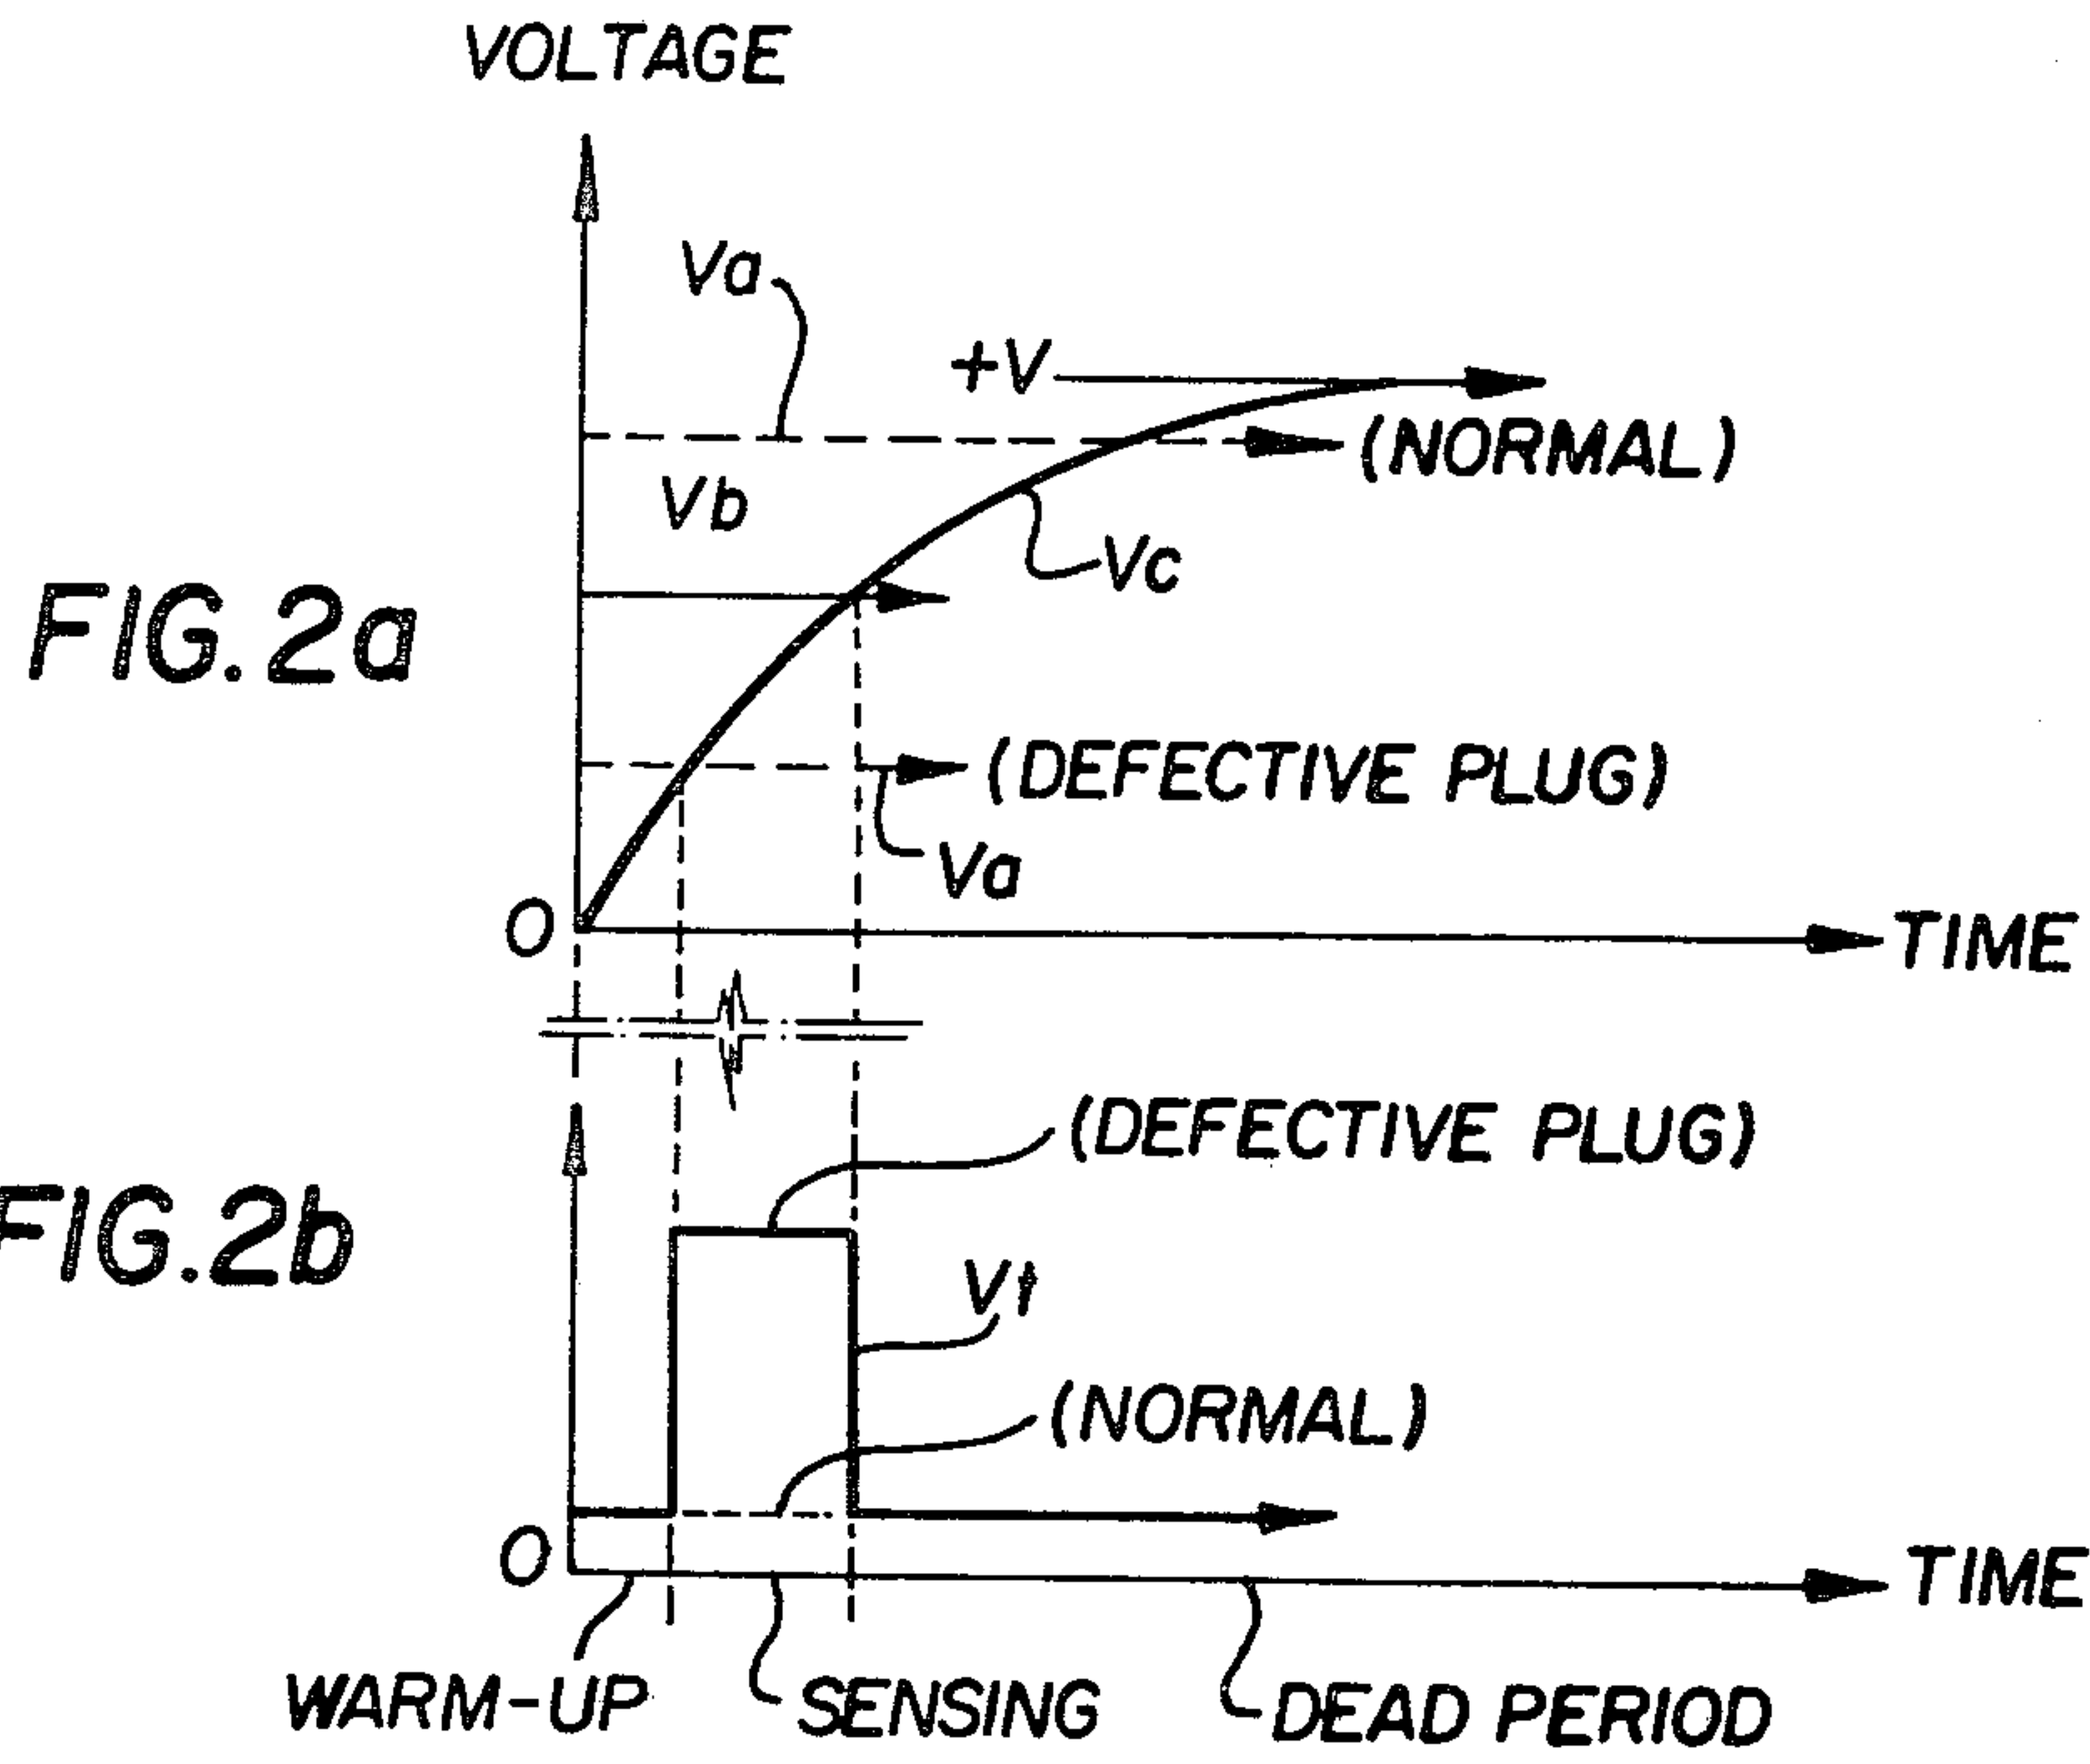 VOLTAGE
Va
+V
(NORMAL)
Vb
Vc
FIG.2a
(DEFECTIVE PLUG)
Va
O
TIME
(DEFECTIVE PLUG)
FIG.2b
Vt
(NORMAL)
O
TIME
WARM-UP
SENSING
DEAD PERIOD